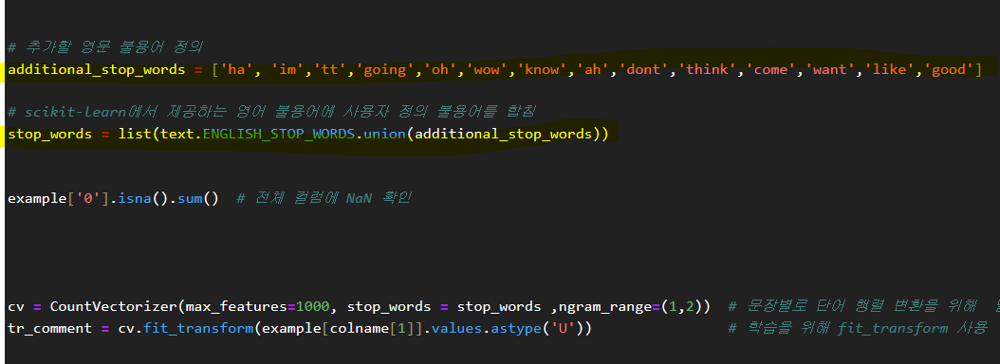 # 추가할 영문 불용어 정의
additional_stop_words = ['ha', 'im','tt','going','oh','wow','know','ah','dont','think','come','want','like','good']
# scikit-learn에서 제공하는 영어 불용어에 사용자 정의 불용어를 합침
stop_words = list(text.ENGLISH_STOP_WORDS.union(additional_stop_words))
example['0'].isna().sum()  # 전체 컬럼에 NaN 확인
cv = CountVectorizer(max_features=1000, stop_words = stop_words ,ngram_range=(1,2))  # 문장별로 단어 행렬 변환을 위해
tr_comment = cv.fit_transform(example[colname[1]].values.astype('U'))  # 학습을 위해 fit_transform 사용